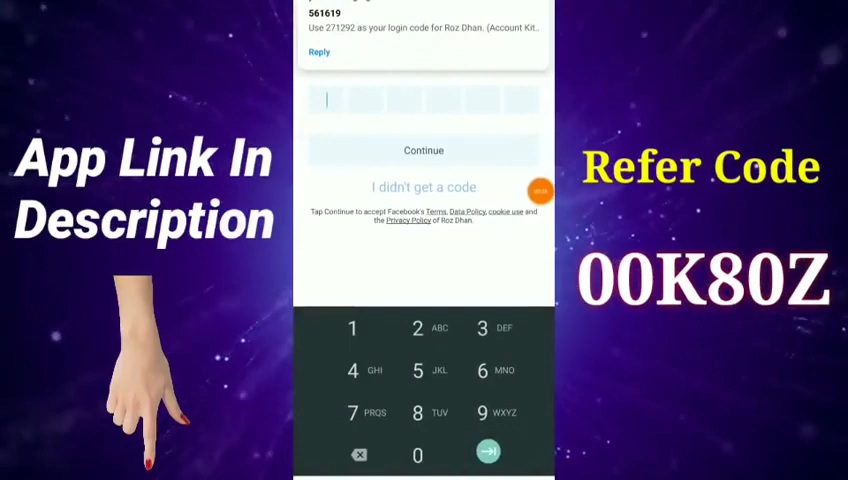 App Link In
Description
561619
Use 271292 as your login code for Roz Dhan. (Account Kit..
Reply
Continue
I didn't get a code
Tap Continue to accept Facebook's Terms, Data Policy, cookie use and
the Privacy Policy of Roz Dhan.
1
2 ABC
3 DEF
4 GHI
5 JKL
6 MNO
7 PRQS
8 TUV
9 WXYZ
0
Refer Code
00K80Z